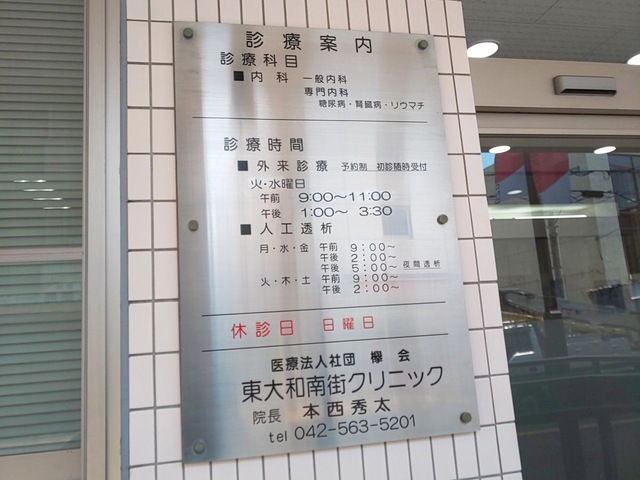 診療案内
診療科目
■内科 一般内科
専門内科
糖尿病・腎臓病・リウマチ
診療時間
■外来診療 予約制 初診随時受付
火・水曜日
午前 9:00～11:00
午後 1:00～ 3:30
■人工透析
月・水・金 午前 9:00～
午後 2:00～
午後 5:00～ 夜間透析
火・木・土 午前 9:00～
午後 2:00～
休診日 日曜日
医療法人社団 欅会
東大和南街クリニック
院長 本西秀太
tel 042-563-5201